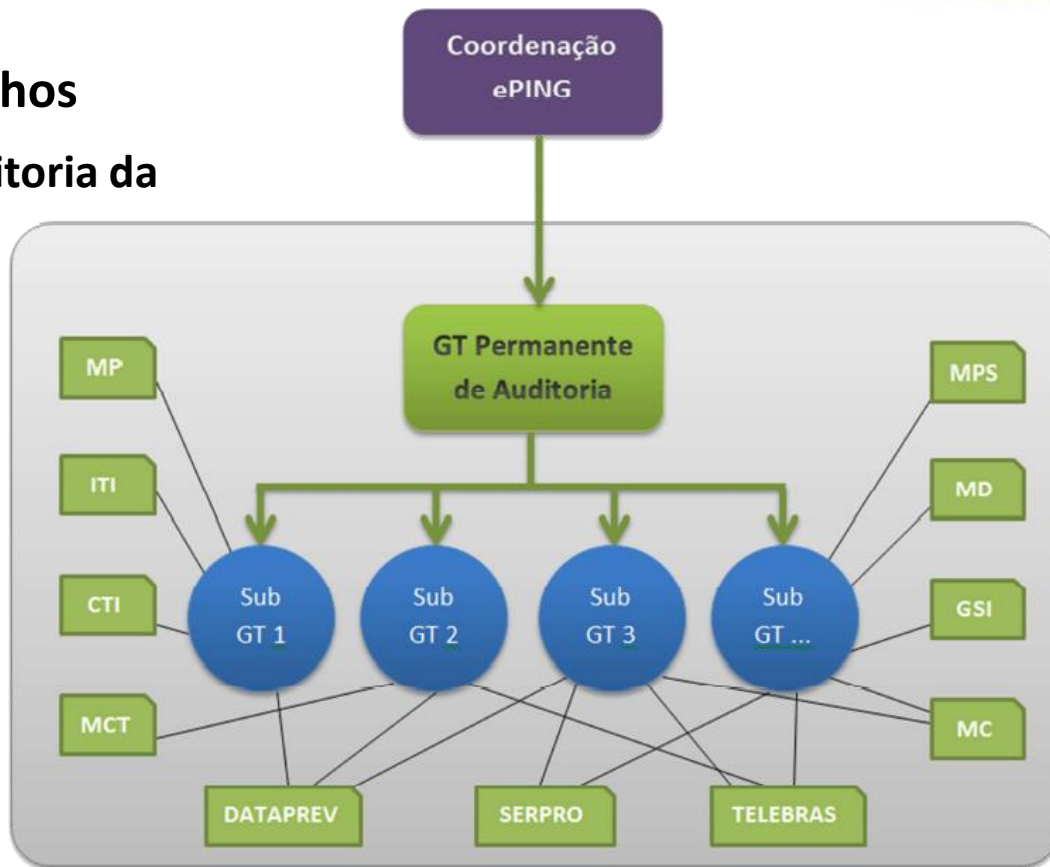 Coordenação
ePING
hos
itoria da
GT Permanente
de Auditoria
MP
MPS
ITI
MD
CTI
Sub
GT 1
Sub
GT 2
Sub
GT 3
Sub
GT ...
GSI
MCT
MC
DATAPREV
SERPRO
TELEBRAS